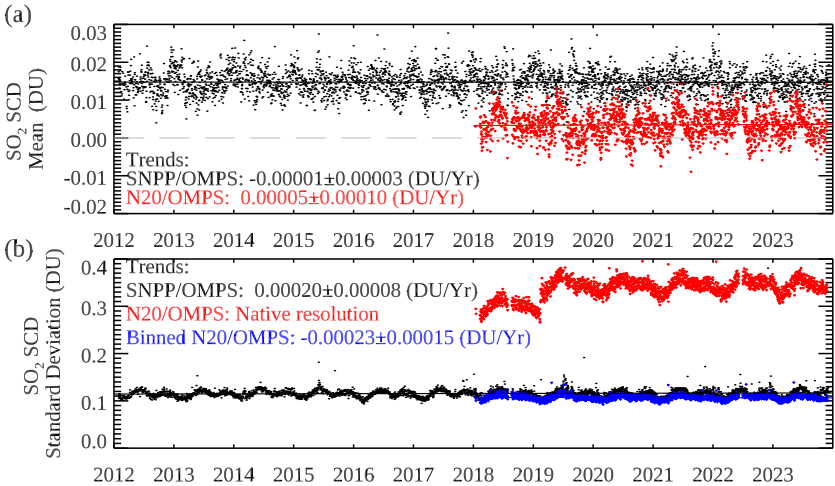 (a)
0.03
0.02
0.01
0.00
-0.01
-0.02
SO2 SCD
Mean (DU)
Trends:
SNPP/OMPS: -0.00001±0.00003 (DU/Yr)
N20/OMPS: 0.00005±0.00010 (DU/Yr)
2012 2013 2014 2015 2016 2017 2018 2019 2020 2021 2022 2023
(b)
0.4
0.3
0.2
0.1
0.0
SO2 SCD
Standard Deviation (DU)
Trends:
SNPP/OMPS: 0.00020±0.00008 (DU/Yr)
N20/OMPS: Native resolution
Binned N20/OMPS: -0.00023±0.00015 (DU/Yr)
2012 2013 2014 2015 2016 2017 2018 2019 2020 2021 2022 2023